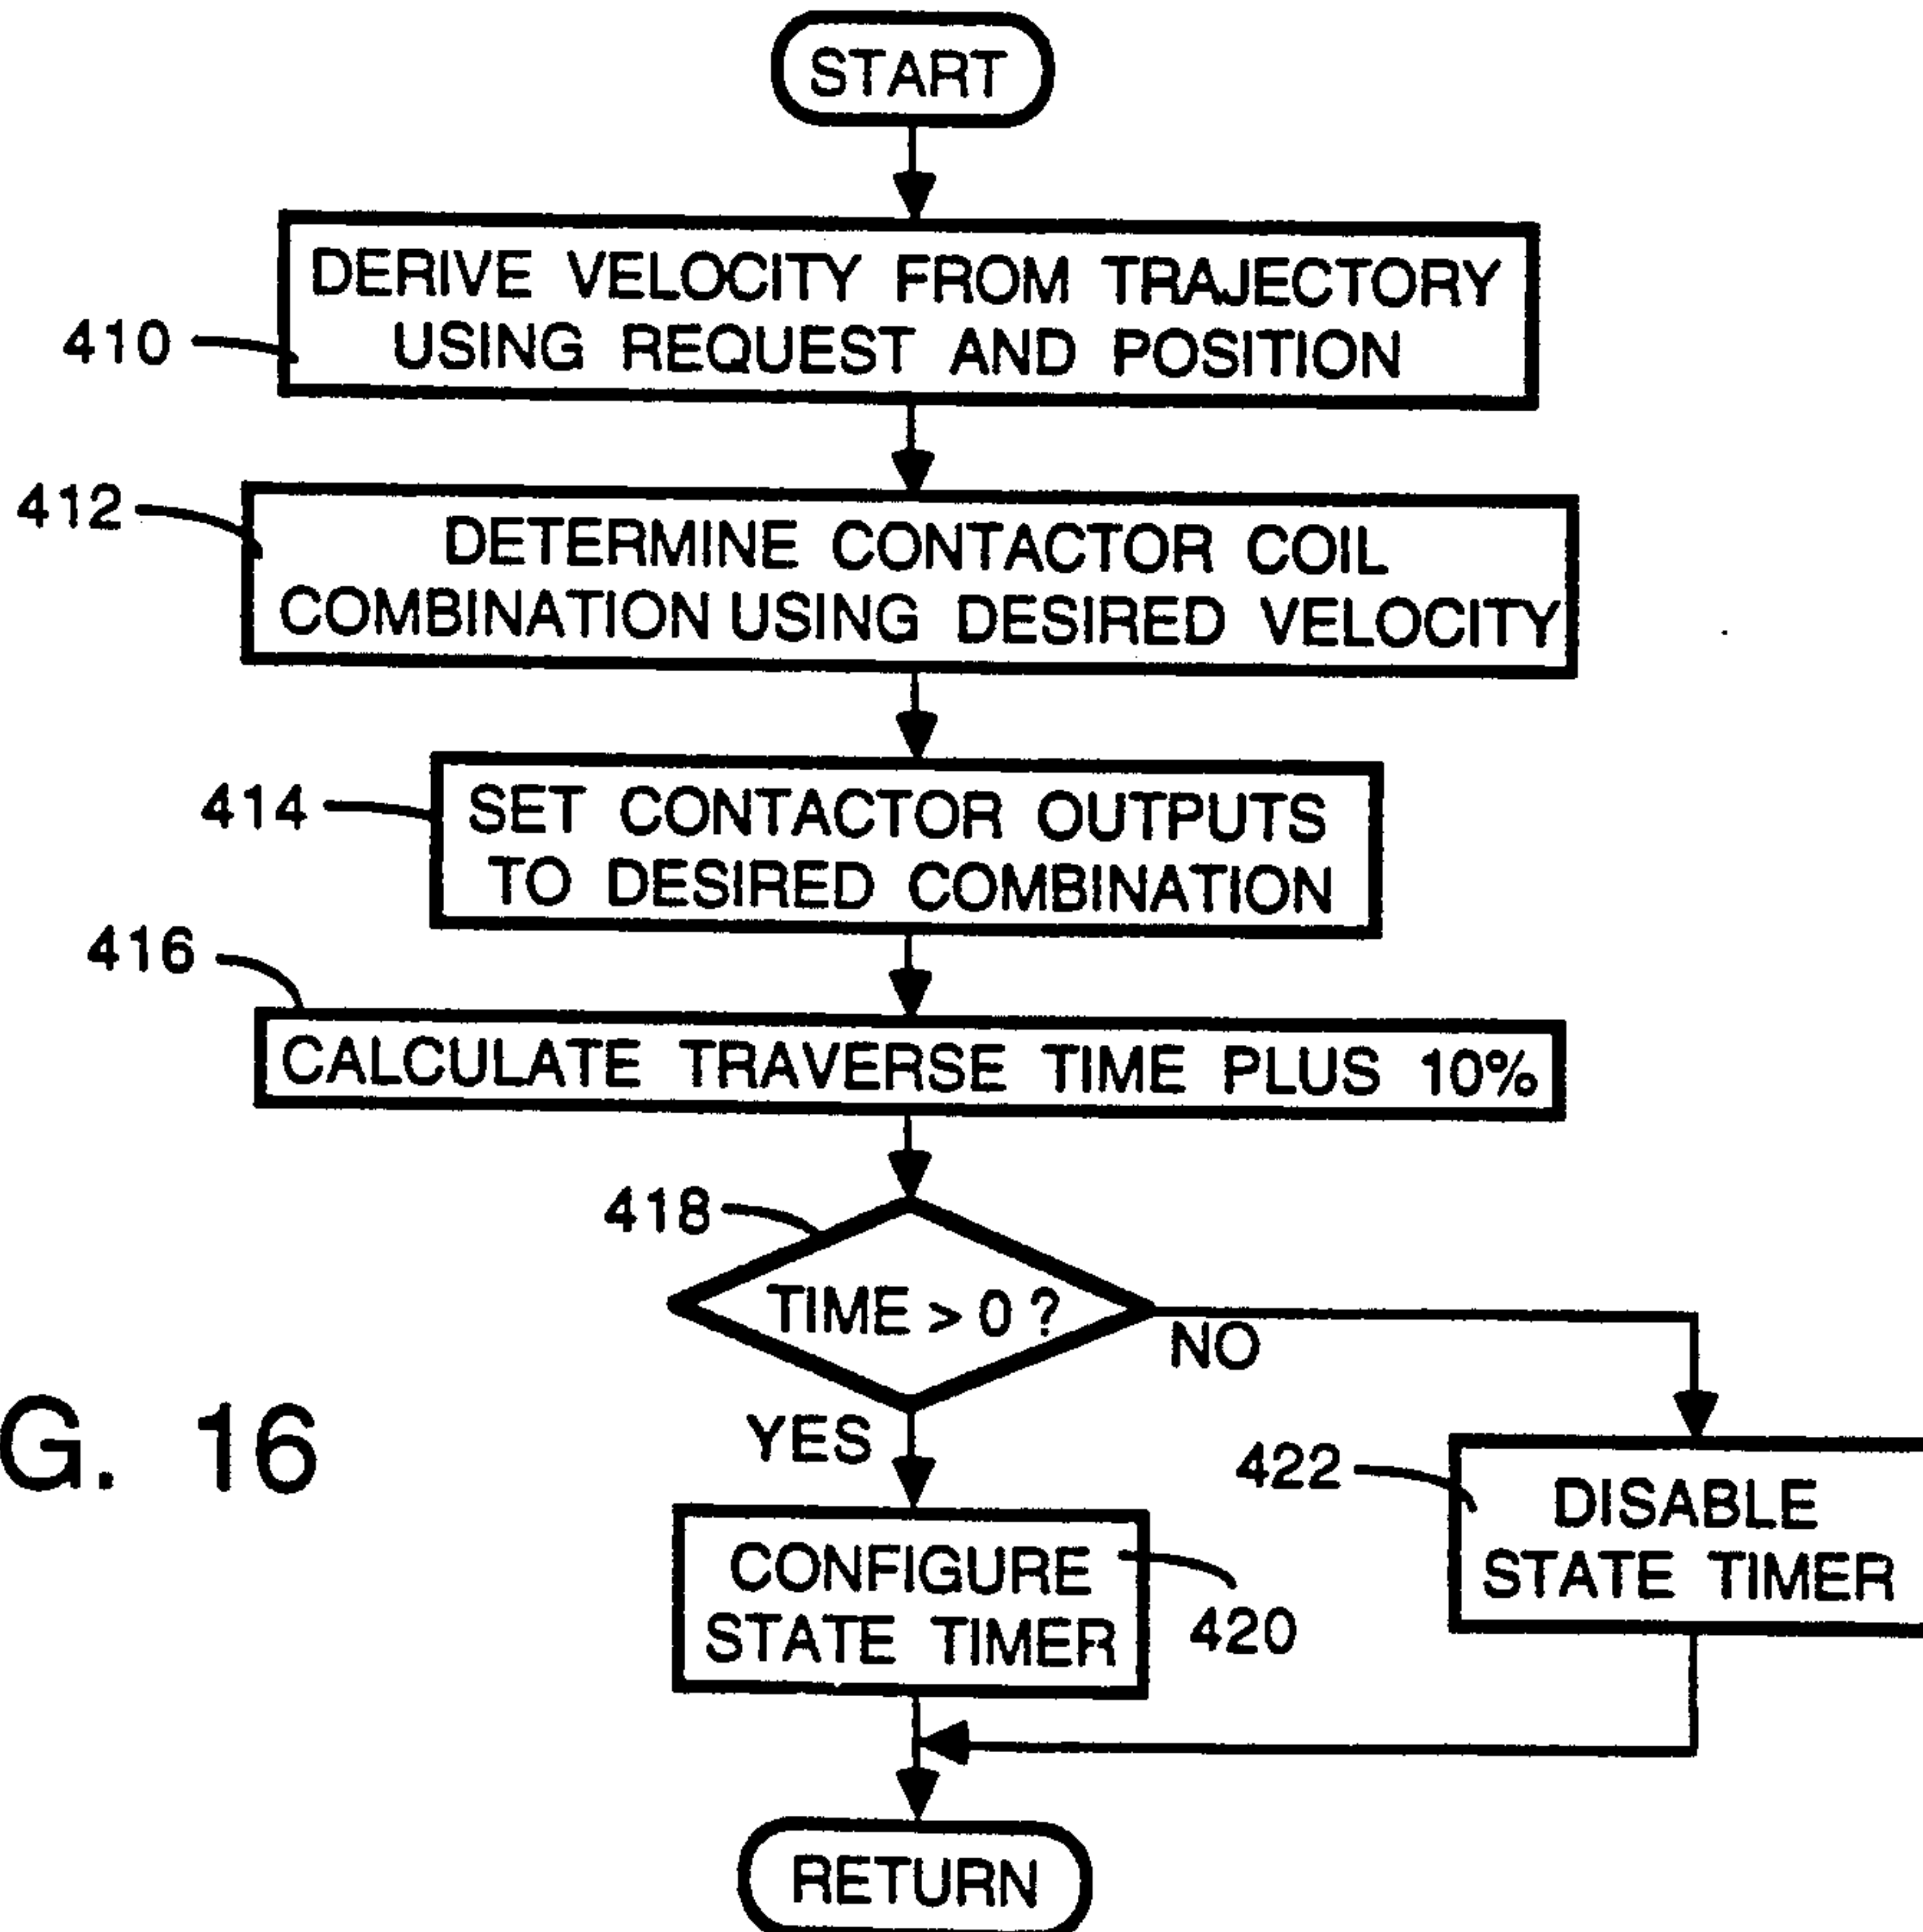 START
DERIVE VELOCITY FROM TRAJECTORY
USING REQUEST AND POSITION
410
412
DETERMINE CONTACTOR COIL
COMBINATION USING DESIRED VELOCITY
414
SET CONTACTOR OUTPUTS
TO DESIRED COMBINATION
416
CALCULATE TRAVERSE TIME PLUS 10%
418
TIME > 0 ?
NO
YES
G. 16
422
DISABLE
STATE TIMER
CONFIGURE
STATE TIMER
420
RETURN